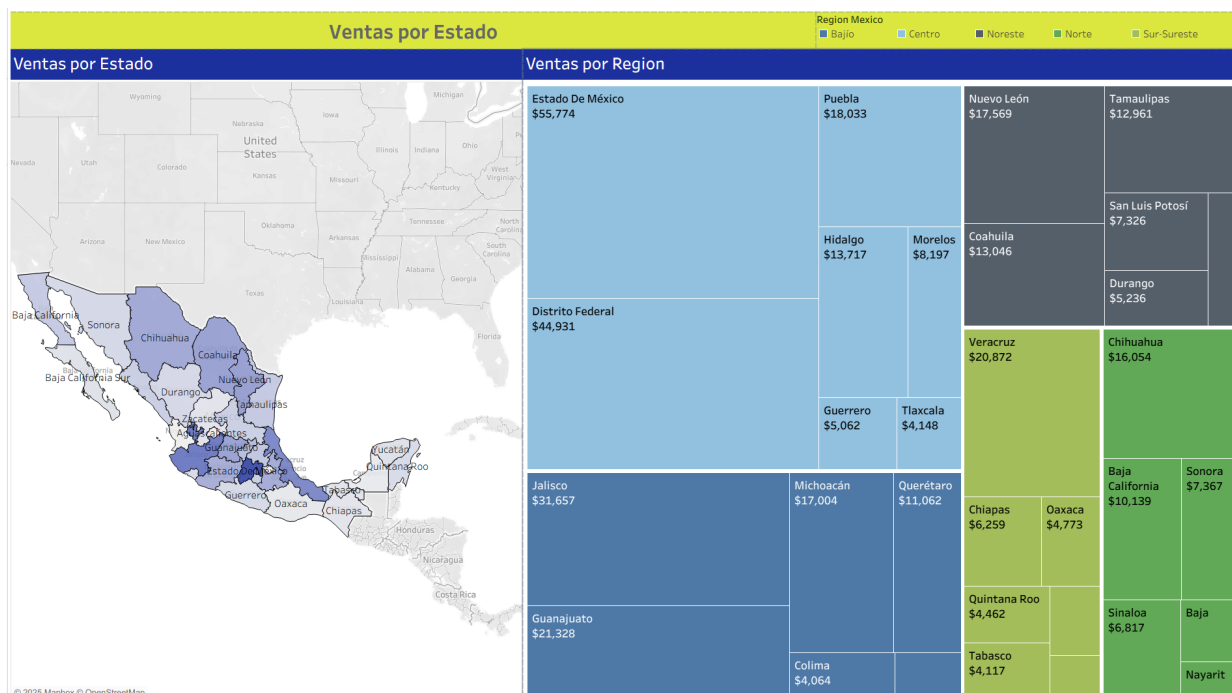 Ventas por Estado
Region Mexico
Bajío
Centro
Noreste
Norte
Sur-Sureste
Ventas por Estado
Wyoming
Michigan
Nebraska
Iowa
United
States
Nevada
Utah
Colorado
Illinois
Indiana
Ohio
Kansas
Missouri
West
Virginia
Kentucky
Arizona
New Mexico
Oklahoma
Arkansas
Tennessee
North
Carolina
South
Carolina
Mississippi
Alabama
Georgia
Texas
Louisiana
Florida
Baja California
Sonora
Chihuahua
Coahuila
Baja California Sur
Nuevo León
Durango
Tamaulipas
Zacatecas
Aguascalientes
Guanajuato
Estado De México
Yucatán
Quintana Roo
Guerrero
Oaxaca
Tabasco
Chiapas
Honduras
Nicaragua
Costa Rica
© 2025 Mapbox © OpenStreetMap
Ventas por Region
Estado De México
$55,774
Puebla
$18,033
Hidalgo
$13,717
Morelos
$8,197
Distrito Federal
$44,931
Guerrero
$5,062
Tlaxcala
$4,148
Nuevo León
$17,569
Tamaulipas
$12,961
San Luis Potosí
$7,326
Coahuila
$13,046
Durango
$5,236
Jalisco
$31,657
Michoacán
$17,004
Querétaro
$11,062
Guanajuato
$21,328
Colima
$4,064
Veracruz
$20,872
Chiapas
$6,259
Oaxaca
$4,773
Quintana Roo
$4,462
Tabasco
$4,117
Chihuahua
$16,054
Baja
California
$10,139
Sonora
$7,367
Sinaloa
$6,817
Baja
Nayarit